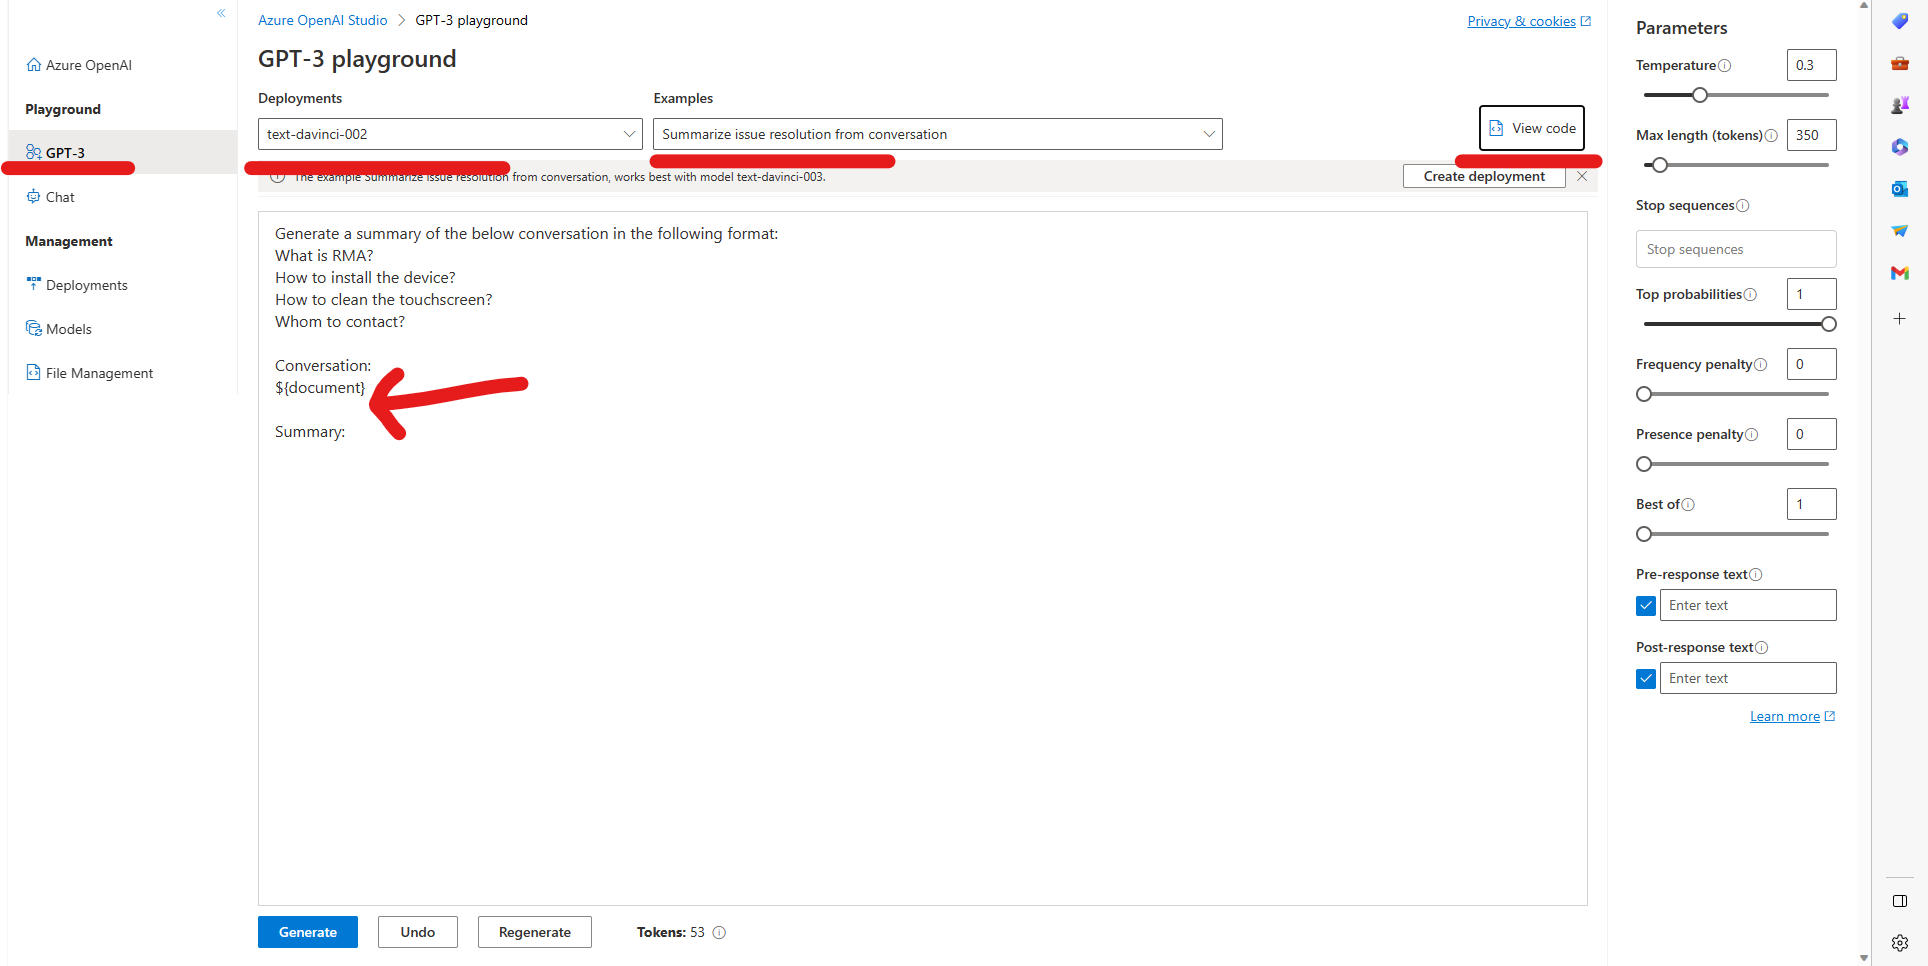 Azure OpenAI
Playground
GPT-3
Chat
Management
Deployments
Models
File Management
Azure OpenAI Studio > GPT-3 playground
Privacy & cookies
GPT-3 playground
Deployments
text-davinci-002
Examples
Summarize issue resolution from conversation
View code
The example Summarize issue resolution from conversation, works best with model text-davinci-003.
Create deployment
Generate a summary of the below conversation in the following format:
What is RMA?
How to install the device?
How to clean the touchscreen?
Whom to contact?
Conversation:
${document}
Summary:
Generate
Undo
Regenerate
Tokens: 53
Parameters
Temperature
0.3
Max length (tokens)
350
Stop sequences
Stop sequences
Top probabilities
1
Frequency penalty
0
Presence penalty
0
Best of
1
Pre-response text
Enter text
Post-response text
Enter text
Learn more